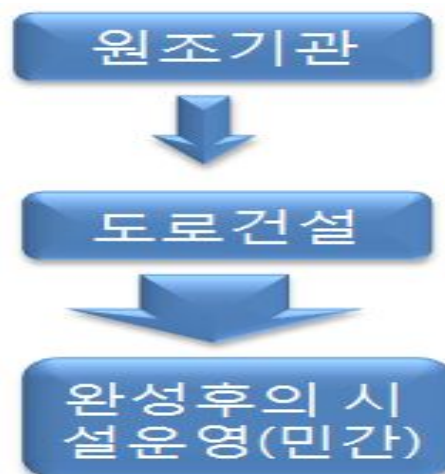 원조기관
도로건설
완성후의 시
설운영(민간)